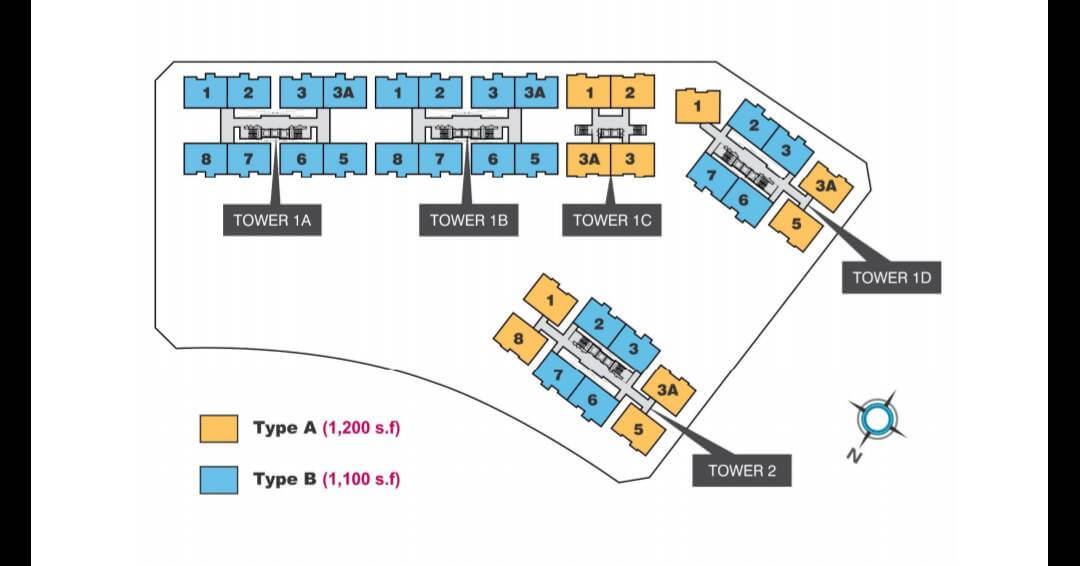 1 2 3 3A 1 2 3 3A 1 2
8 7 6 5 8 7 6 5 3A 3
1
2
3
3A
7
6
5
TOWER 1A
TOWER 1B
TOWER 1C
TOWER 1D
1
2
3
8
7
3A
6
5
TOWER 2
Type A (1,200 s.f)
Type B (1,100 s.f)
N